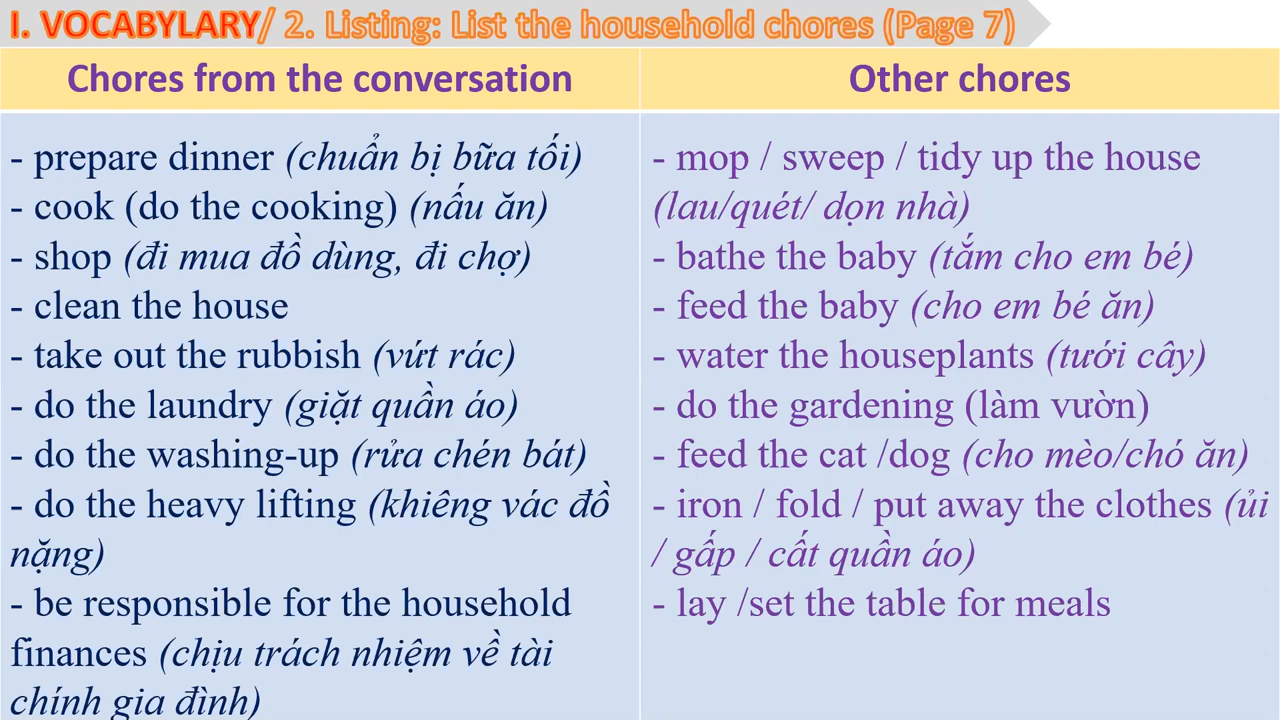 I. VOCABYLARY/ 2. Listing: List the household chores (Page 7)
Chores from the conversation
- prepare dinner (chuẩn bị bữa tối)
- cook (do the cooking) (nấu ăn)
- shop (đi mua đồ dùng, đi chợ)
- clean the house
- take out the rubbish (vứt rác)
- do the laundry (giặt quần áo)
- do the washing-up (rửa chén bát)
- do the heavy lifting (khiêng vác đồ
nặng)
- be responsible for the household
finances (chịu trách nhiệm về tài
chính gia đình)
Other chores
- mop / sweep / tidy up the house
(lau/quét/ dọn nhà)
- bathe the baby (tắm cho em bé)
- feed the baby (cho em bé ăn)
- water the houseplants (tưới cây)
- do the gardening (làm vườn)
- feed the cat /dog (cho mèo/chó ăn)
- iron / fold / put away the clothes (ủi
/ gấp / cất quần áo)
- lay /set the table for meals